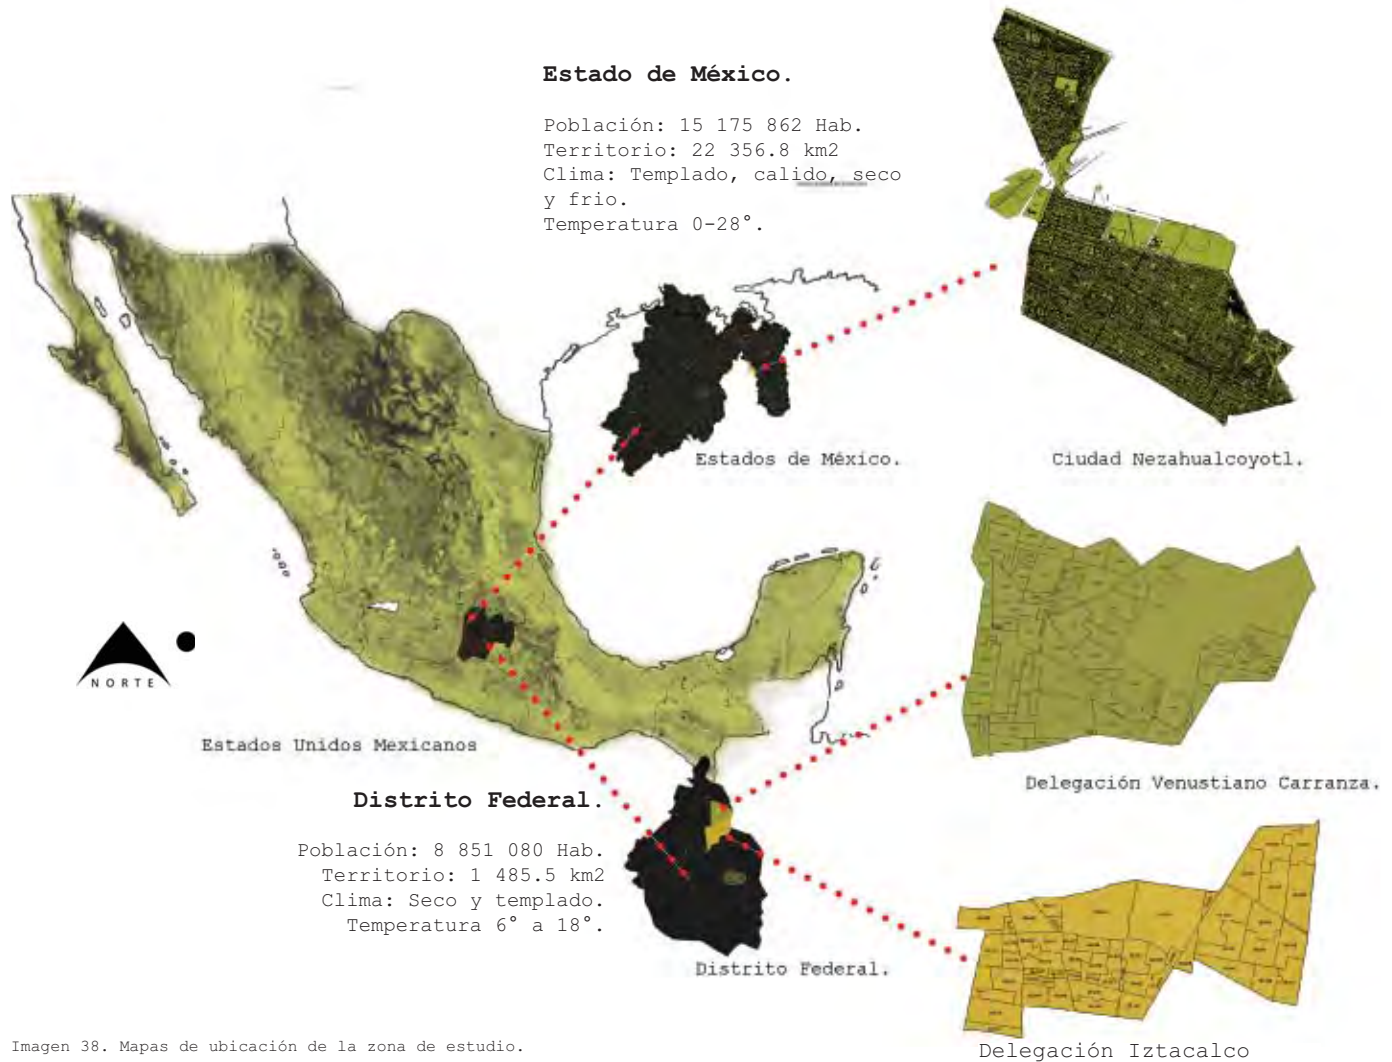 Estado de México.
Población: 15 175 862 Hab.
Territorio: 22 356.8 km2
Clima: Templado, calido, seco
y frio.
Temperatura 0-28°.
Estados de México.
Ciudad Nezahualcoyotl.
NORTE
Estados Unidos Mexicanos
Delegación Venustiano Carranza.
Distrito Federal.
Población: 8 851 080 Hab.
Territorio: 1 485.5 km2
Clima: Seco y templado.
Temperatura 6° a 18°.
Distrito Federal.
Delegación Iztacalco
Imagen 38. Mapas de ubicación de la zona de estudio.